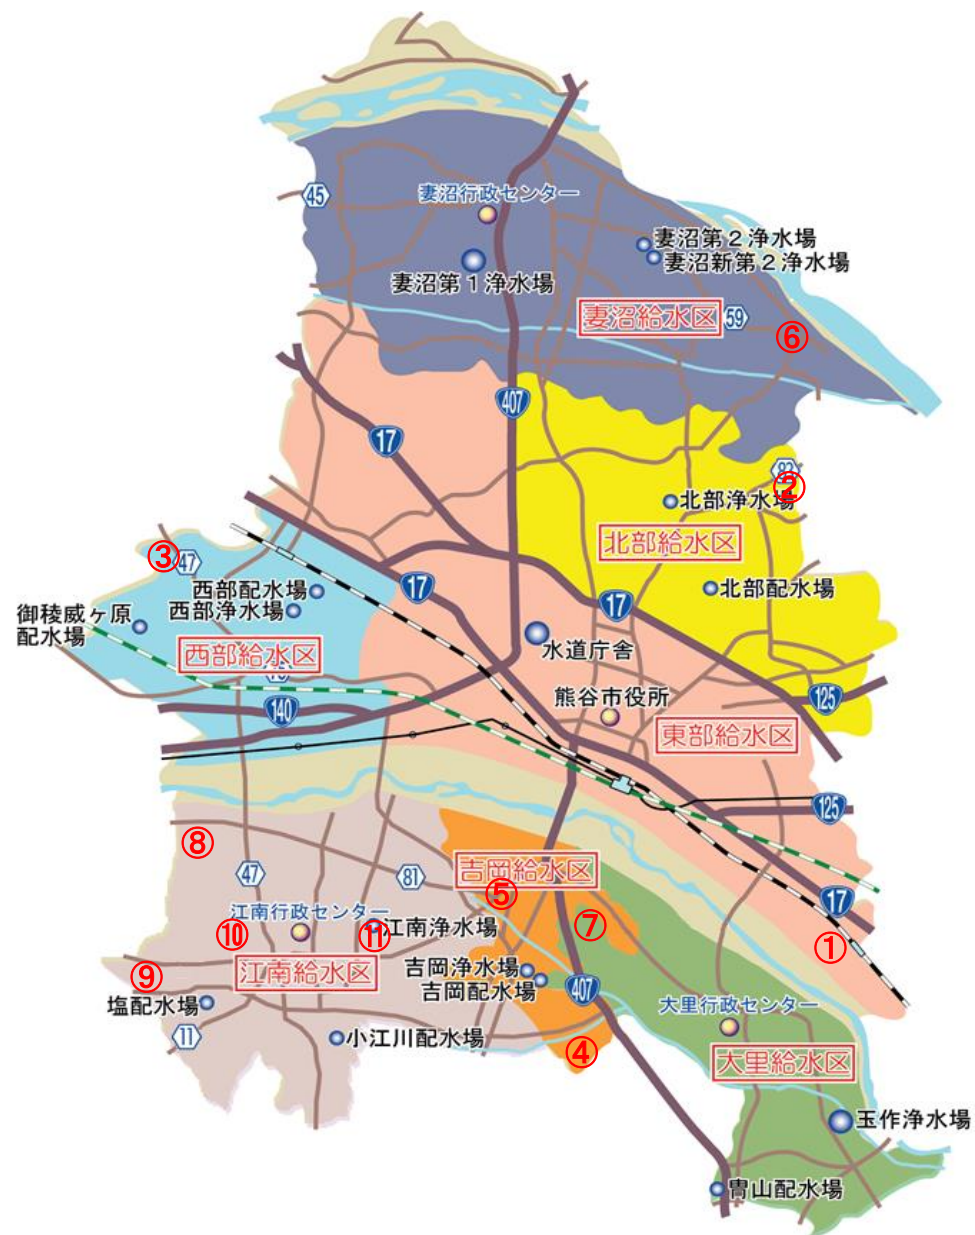 45
妻沼行政センター
妻沼第２浄水場
妻沼新第２浄水場
妻沼第１浄水場
妻沼給水区
59
⑥
407
17
82
②
北部浄水場
北部給水区
③
47
17
西部配水場
西部浄水場
北部配水場
17
御稜威ヶ原
配水場
西部給水区
水道庁舎
140
熊谷市役所
125
東部給水区
125
⑧
47
81
吉岡給水区
⑤
17
江南行政センター
⑩
⑪
江南浄水場
⑦
①
⑨
江南給水区
吉岡浄水場
吉岡配水場
407
塩配水場
大里行政センター
11
小江川配水場
④
大里給水区
玉作浄水場
冑山配水場